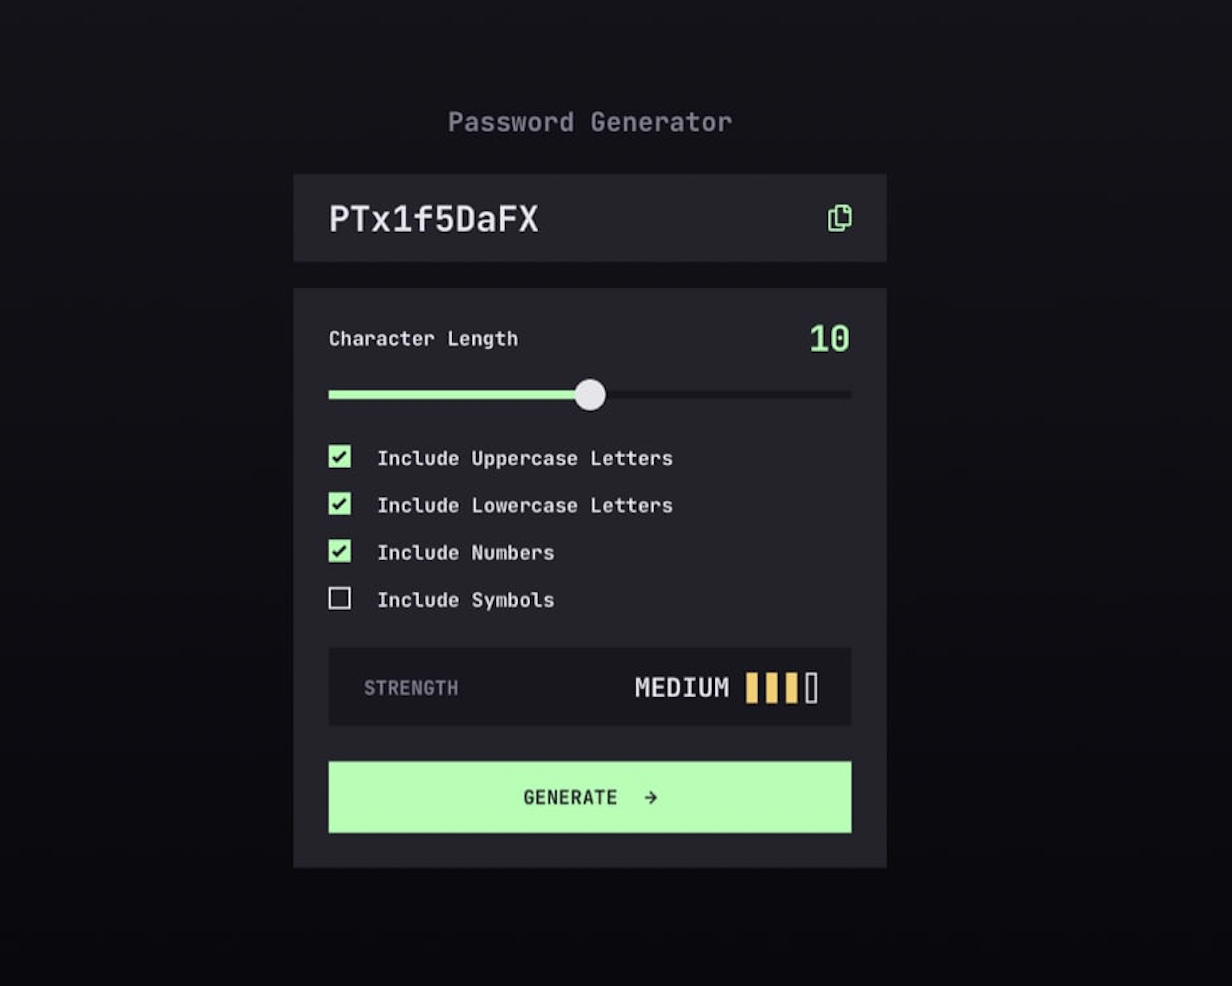 Password Generator
PTx1f5DaFX
Character Length 10
Include Uppercase Letters
Include Lowercase Letters
Include Numbers
Include Symbols
STRENGTH MEDIUM
GENERATE →